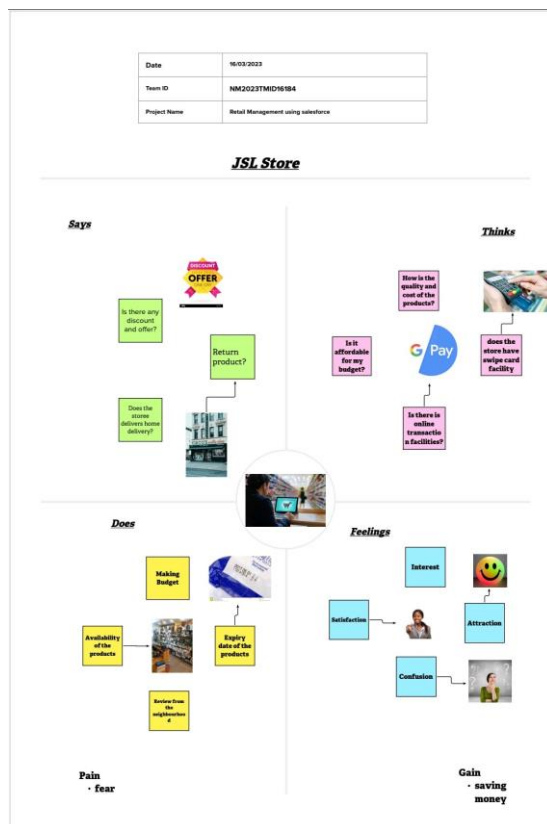 Date 16/03/2023
Team ID NM2023TMID16184
Project Name Retail Management using salesforce
JSL Store
Says
DISCOUNT
OFFER
Is there any
discount
and offer?
Return
product?
Does the
storee
delivers home
delivery?
Thinks
How is the
quality and
cost of the
products?
Is it
affordable
for my
budget?
G Pay
does the
store have
swipe card
facility
Is there is
online
transactio
n facilities?
Does
Making
Budget
Availability
of the
products
Expiry
date of the
products
Review from
the
neighbourhoo
d
Feelings
Interest
Satisfaction
Attraction
Confusion
Pain
· fear
Gain
· saving
money